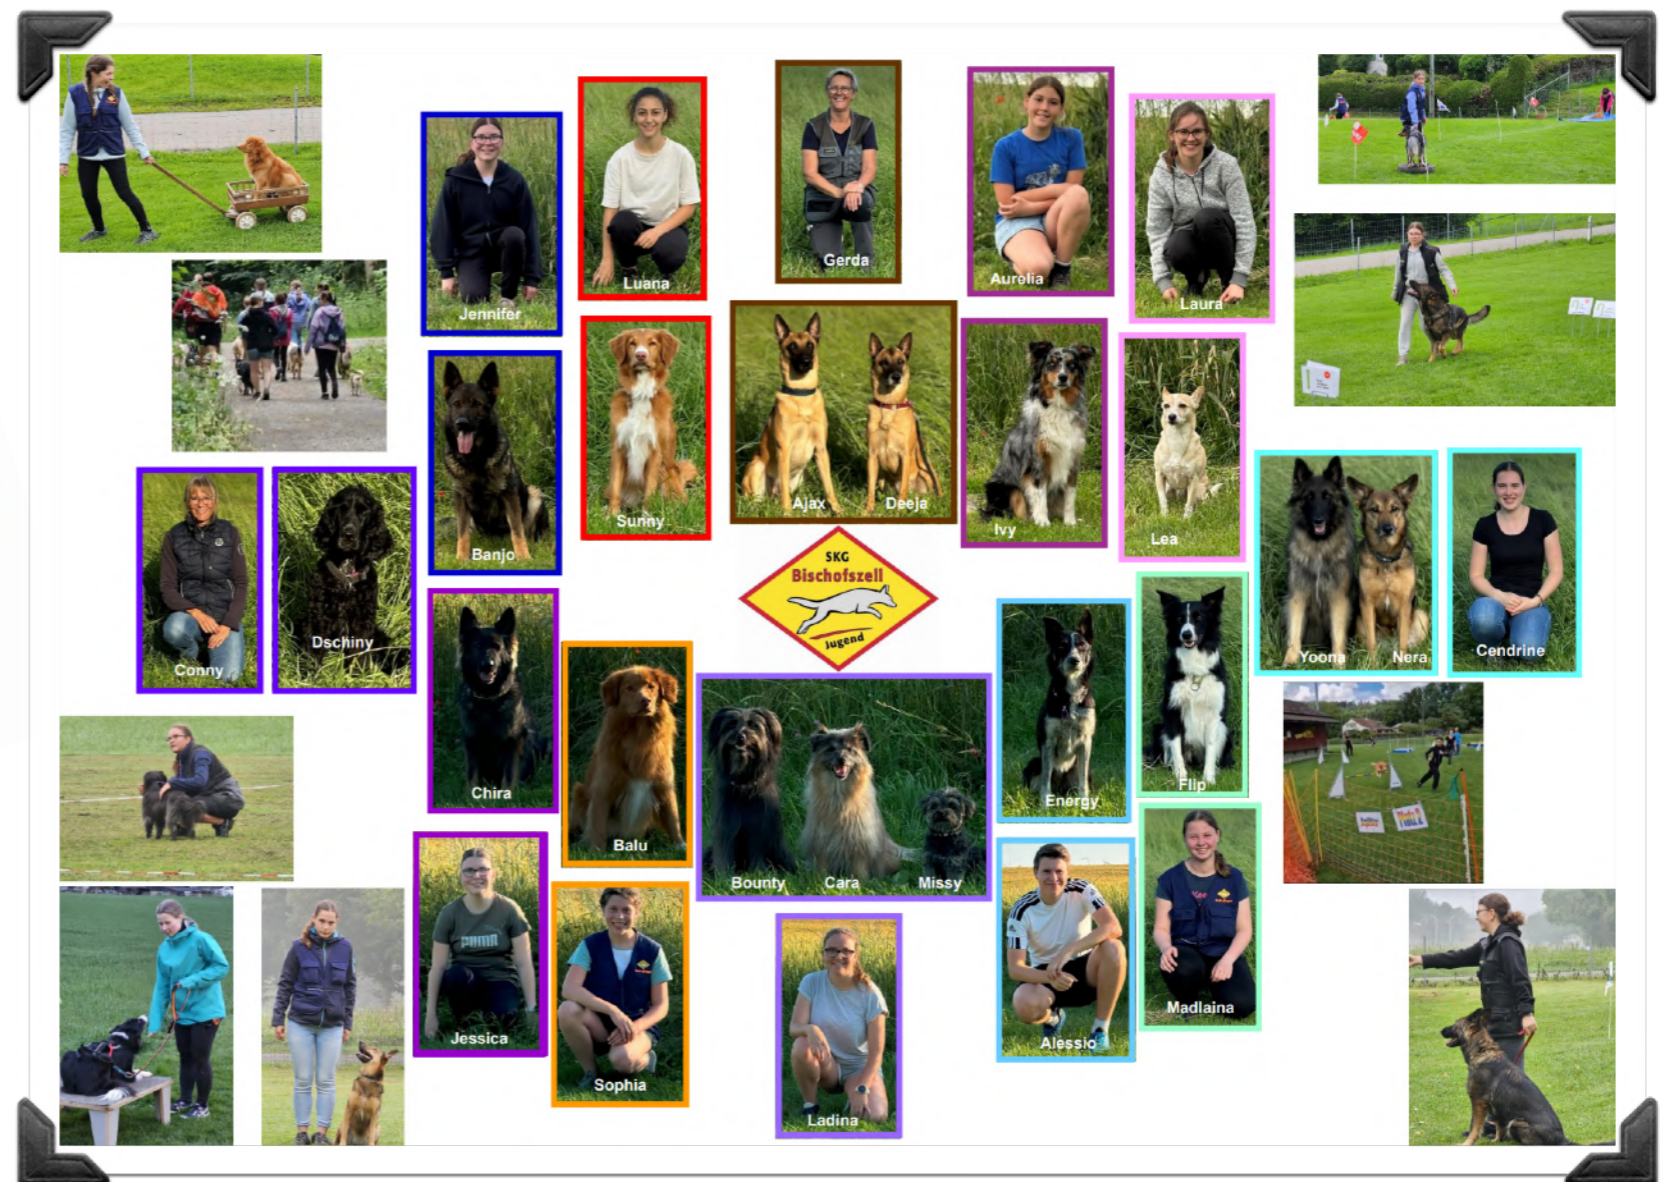 Jennifer
Luana
Gerda
Aurelia
Laura
Banjo
Sunny
Ajax
Deeja
Ivy
Lea
Conny
Dschiny
SKG
Bischofszell
Jugend
Yoona
Nera
Cendrine
Chira
Balu
Bounty
Cara
Missy
Energy
Flip
Jessica
PUMA
Sophia
Ladina
Alessio
Madlaina